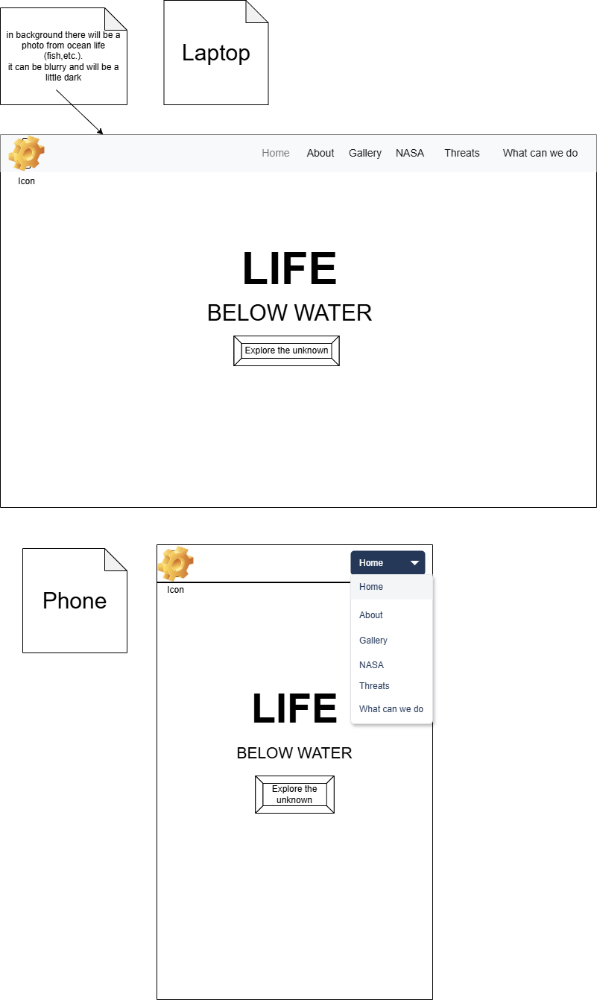 in background there will be a
photo from ocean life
(fish,etc.).
it can be blurry and will be a
little dark
Laptop
Home About Gallery NASA Threats What can we do
Icon
LIFE
BELOW WATER
Explore the unknown
Phone
Home
Icon
Home
About
Gallery
NASA
Threats
What can we do
LIFE
BELOW WATER
Explore the
unknown